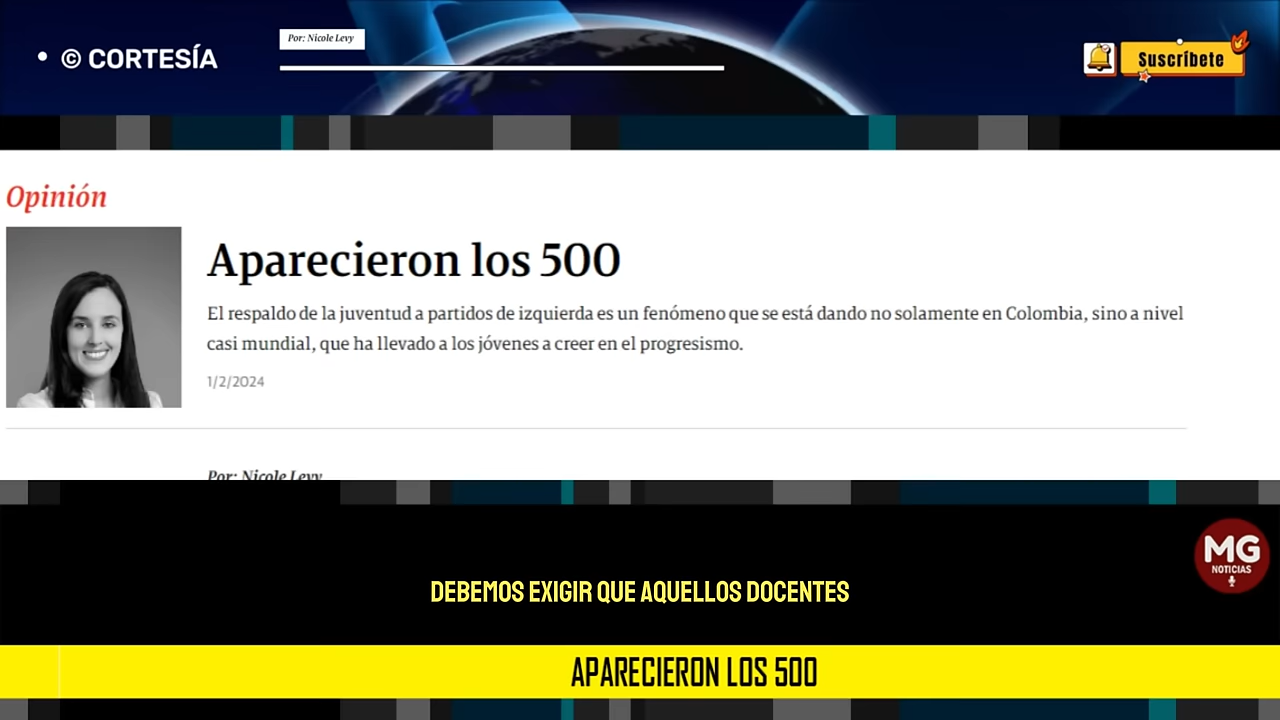 • © CORTESÍA
Por: Nicole Levy
Suscríbete
Opinión
Aparecieron los 500
El respaldo de la juventud a partidos de izquierda es un fenómeno que se está dando no solamente en Colombia, sino a nivel
casi mundial, que ha llevado a los jóvenes a creer en el progresismo.
1/2/2024
Por: Nicole Levy
MG
NOTICIAS
DEBEMOS EXIGIR QUE AQUELLOS DOCENTES
APARECIERON LOS 500